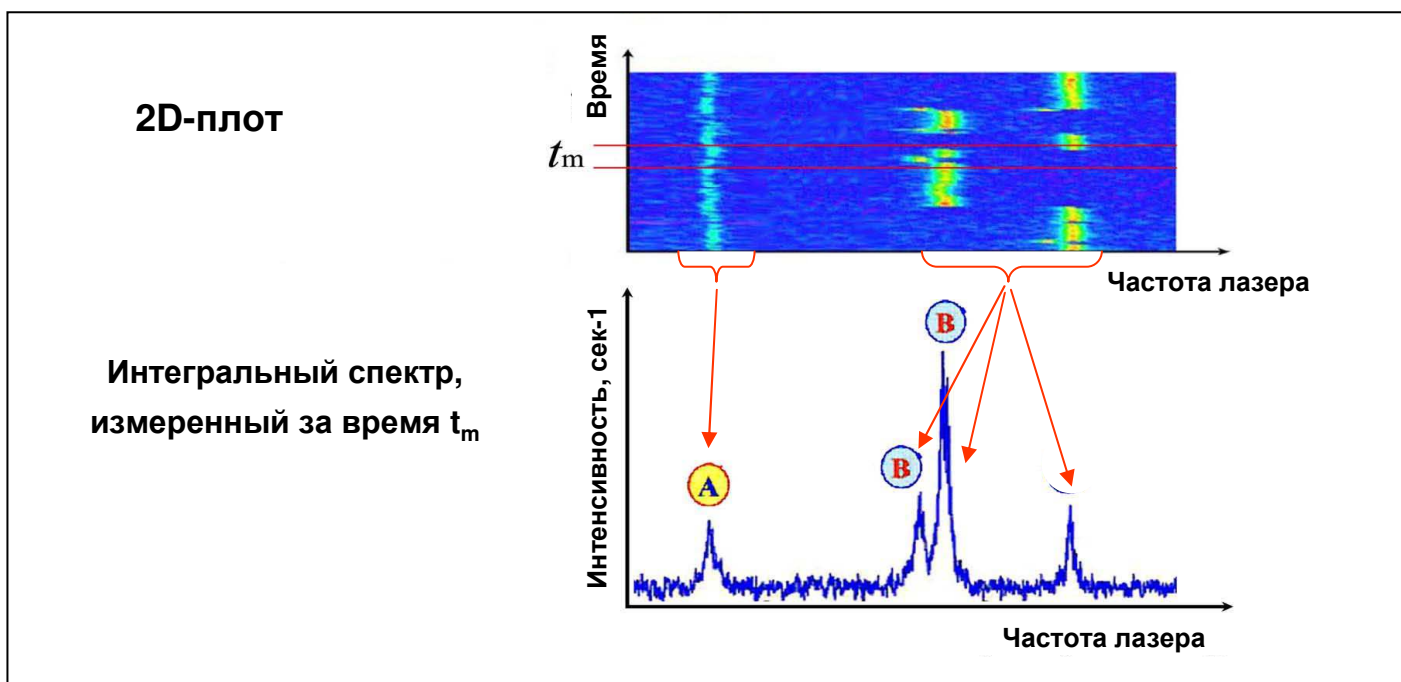 2D-плот
Время
tm
Частота лазера
Интегральный спектр,
измеренный за время tm
Интенсивность, сек-1
B
B
A
Частота лазера